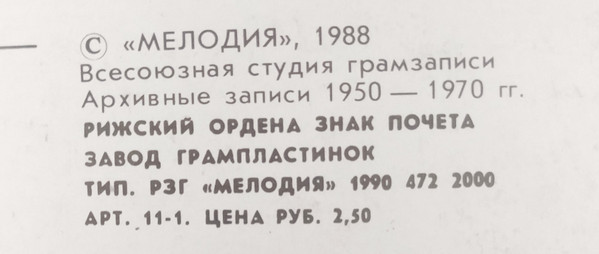 © «МЕЛОДИЯ», 1988
Всесоюзная студия грамзаписи
Архивные записи 1950 — 1970 гг.
РИЖСКИЙ ОРДЕНА ЗНАК ПОЧЕТА
ЗАВОД ГРАМПЛАСТИНОК
ТИП. РЗГ «МЕЛОДИЯ» 1990 472 2000
АРТ. 11-1. ЦЕНА РУБ. 2,50